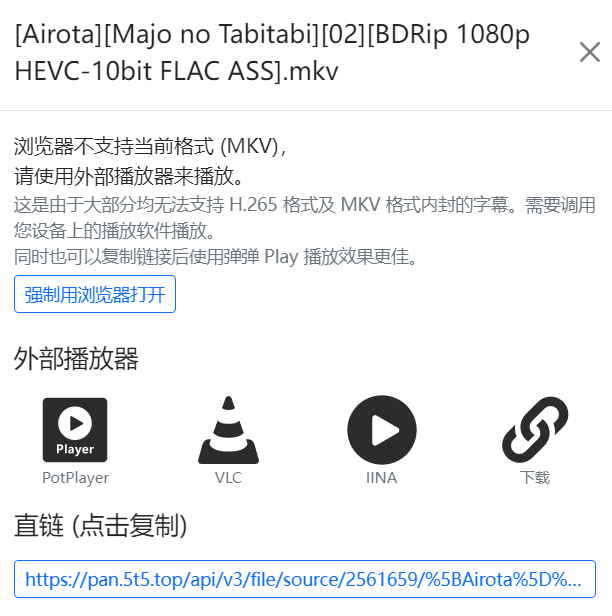 [Airota][Majo no Tabitabi][02][BDRip 1080p
HEVC-10bit FLAC ASS].mkv
浏览器不支持当前格式 (MKV)，
请使用外部播放器来播放。
这是由于大部分均无法支持 H.265 格式及 MKV 格式内封的字幕。需要调用
您设备上的播放软件播放。
同时也可以复制链接后使用弹弹 Play 播放效果更佳。
强制用浏览器打开
外部播放器
Player
PotPlayer
VLC
IINA
下载
直链 (点击复制)
https://pan.5t5.top/api/v3/file/source/2561659/%5BAirota%5D%...